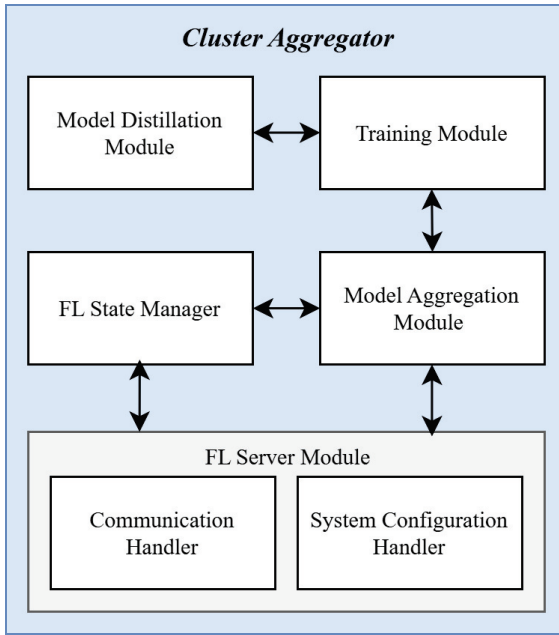 Cluster Aggregator
Model Distillation
Module
Training Module
FL State Manager
Model Aggregation
Module
FL Server Module
Communication
Handler
System Configuration
Handler